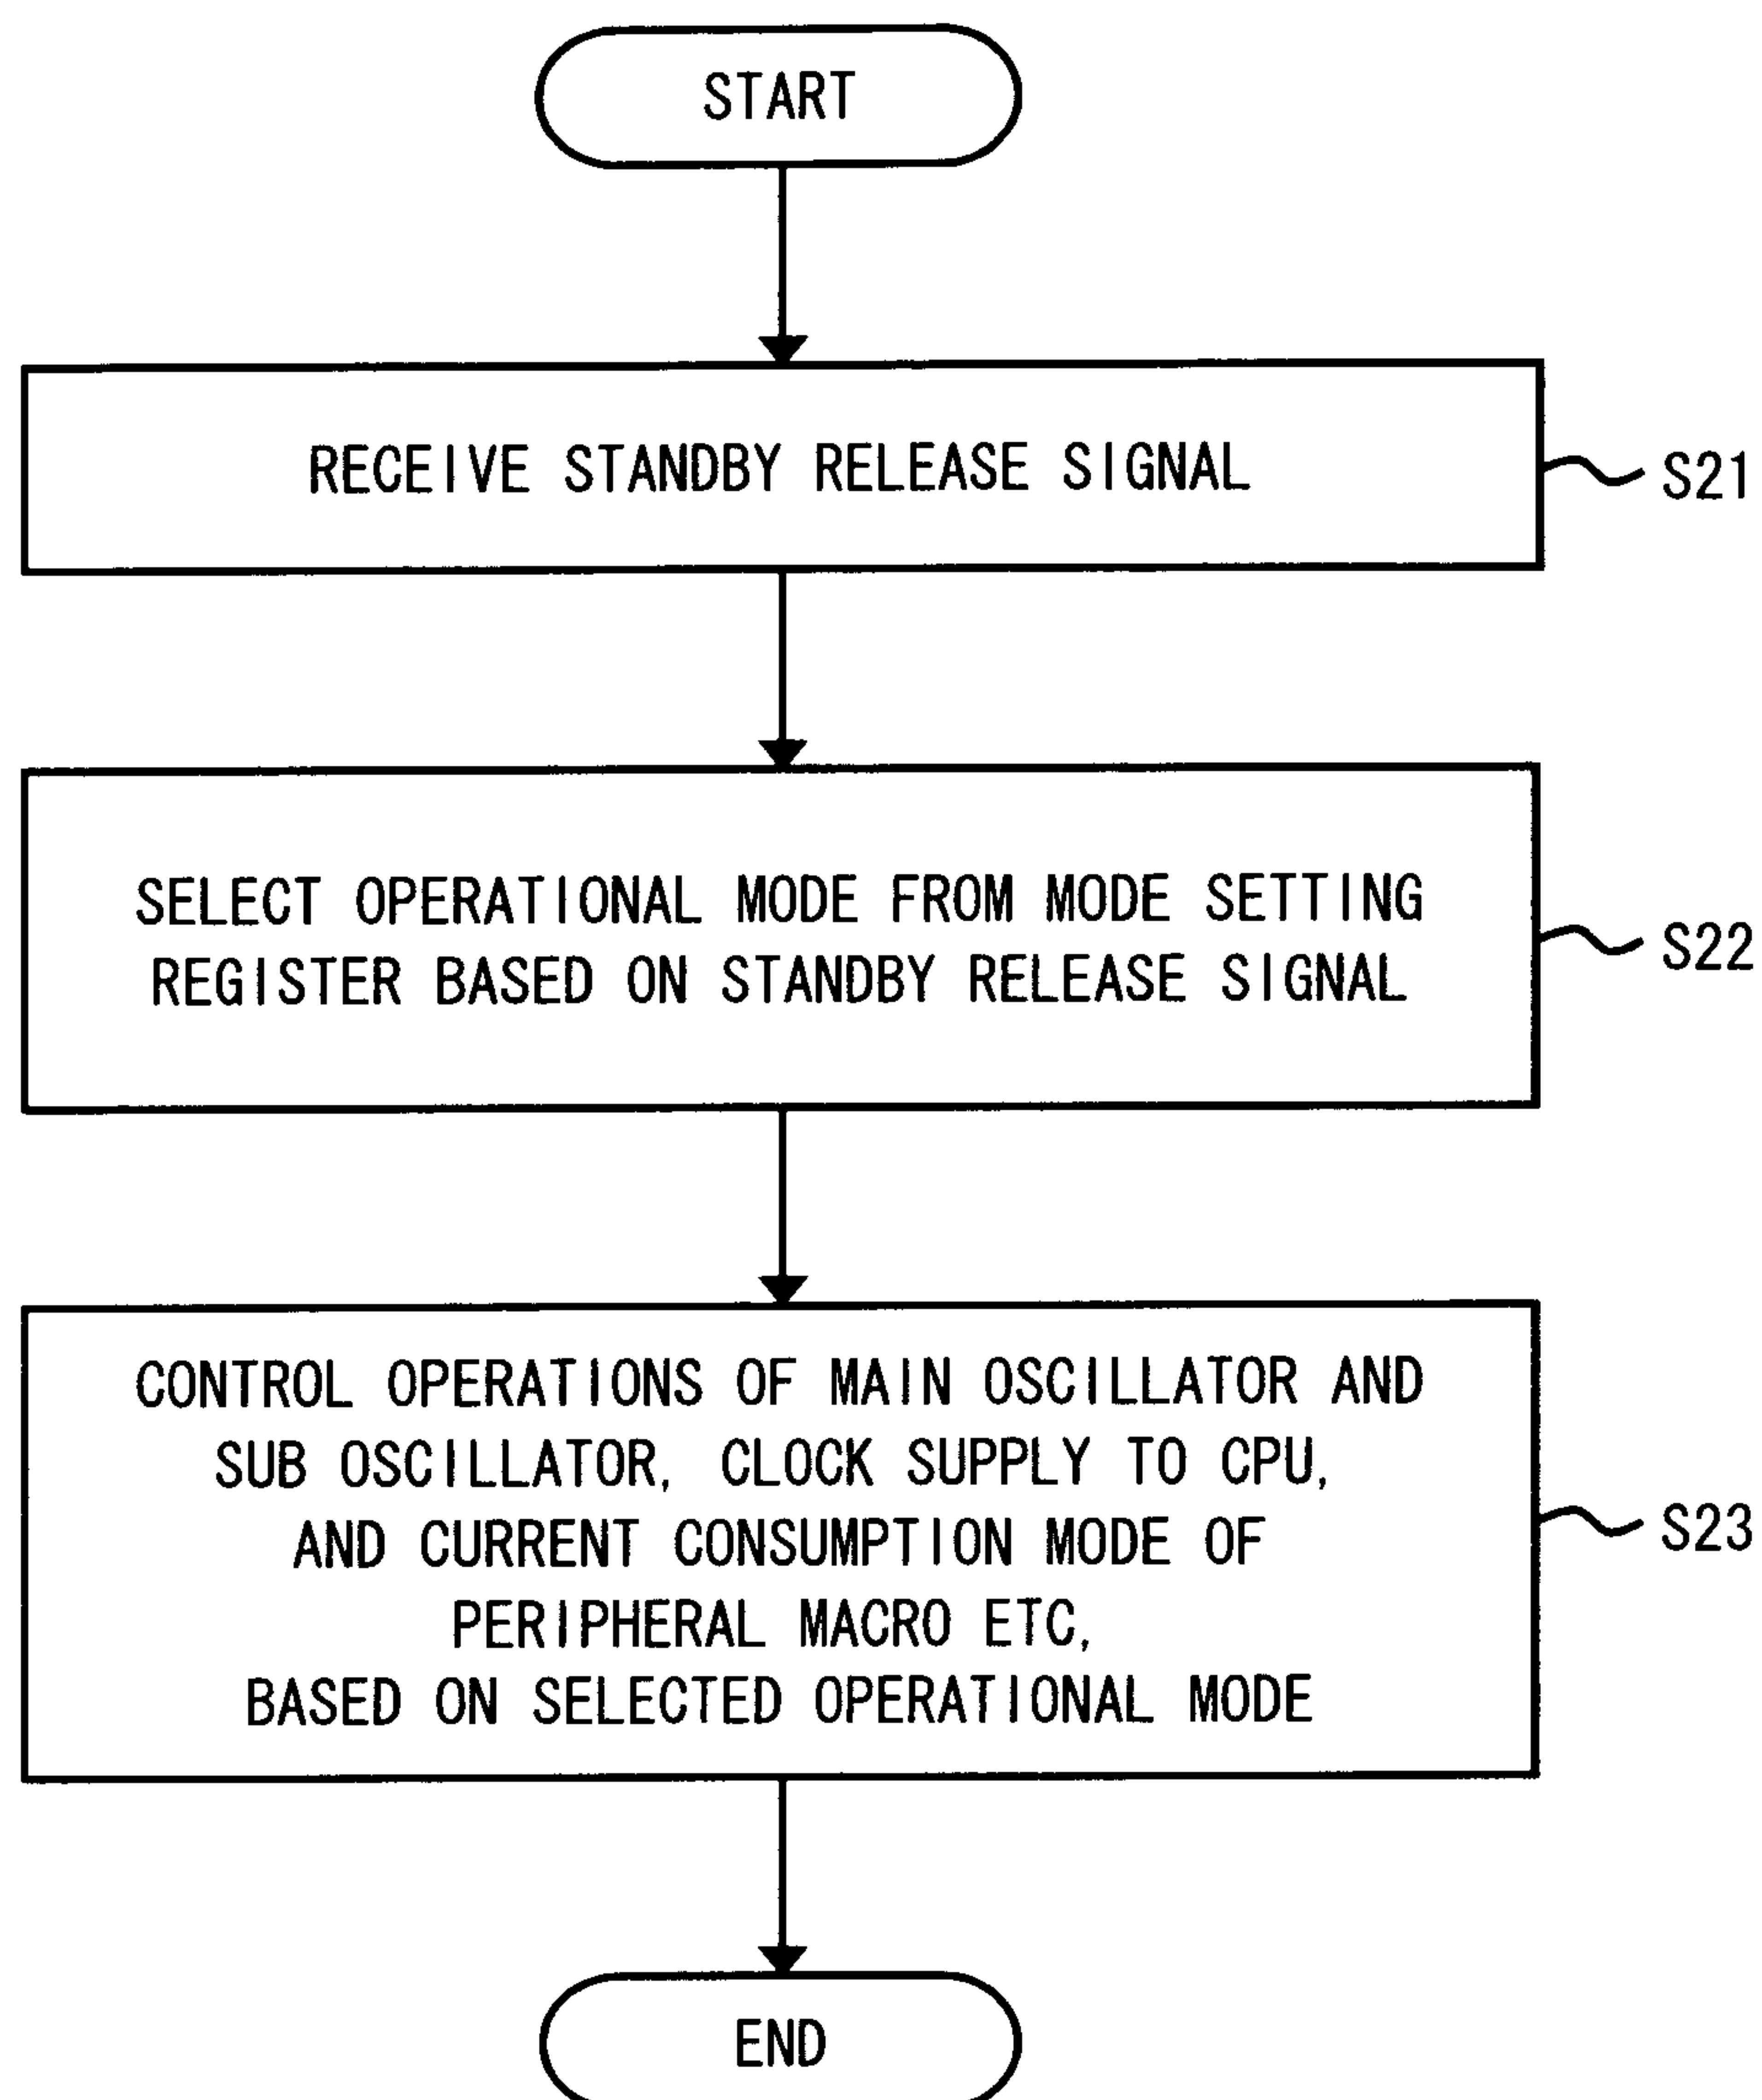 START
RECEIVE STANDBY RELEASE SIGNAL
S21
SELECT OPERATIONAL MODE FROM MODE SETTING
REGISTER BASED ON STANDBY RELEASE SIGNAL
S22
CONTROL OPERATIONS OF MAIN OSCILLATOR AND
SUB OSCILLATOR, CLOCK SUPPLY TO CPU,
AND CURRENT CONSUMPTION MODE OF
PERIPHERAL MACRO ETC,
BASED ON SELECTED OPERATIONAL MODE
S23
END